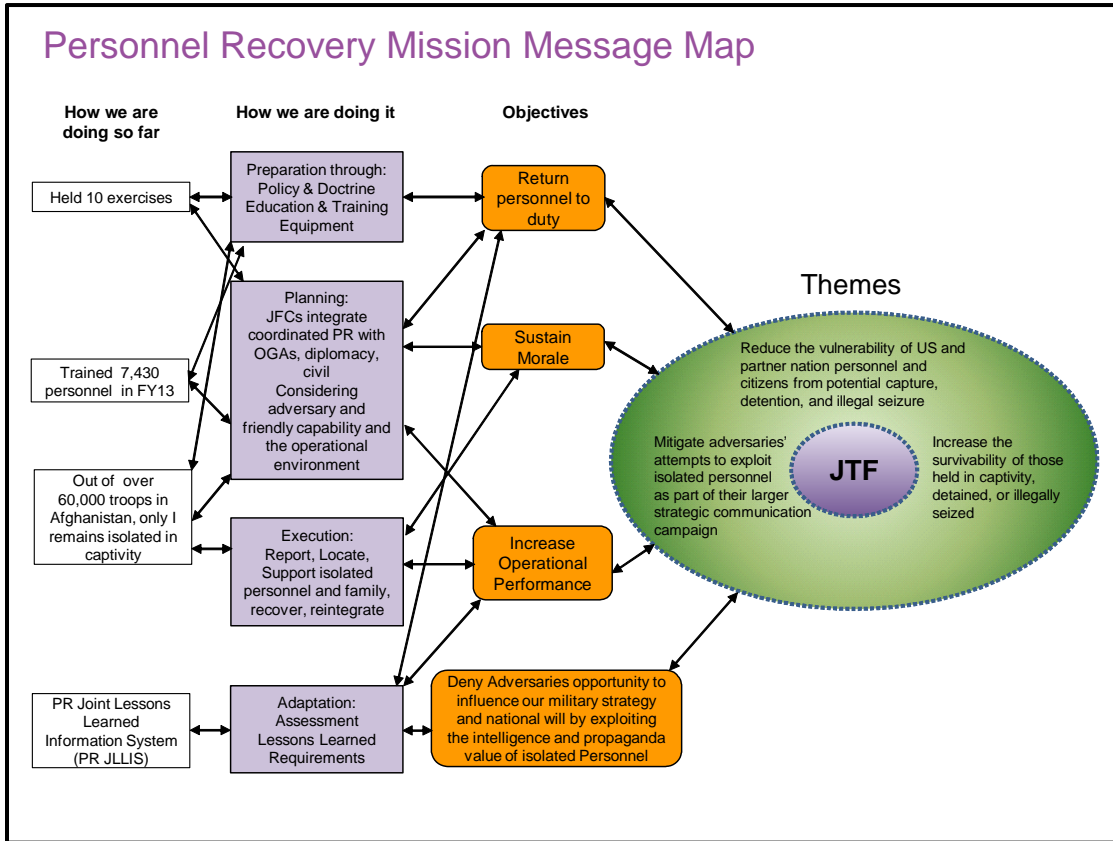 Personnel Recovery Mission Message Map
How we are
doing so far
How we are doing it
Objectives
Held 10 exercises
Trained 7,430
personnel in FY13
Out of over
60,000 troops in
Afghanistan, only I
remains isolated in
captivity
PR Joint Lessons
Learned
Information System
(PR JLLIS)
Preparation through:
Policy & Doctrine
Education & Training
Equipment
Planning:
JFCs integrate
coordinated PR with
OGAs, diplomacy,
civil
Considering
adversary and
friendly capability and
the operational
environment
Execution:
Report, Locate,
Support isolated
personnel and family,
recover, reintegrate
Adaptation:
Assessment
Lessons Learned
Requirements
Return
personnel to
duty
Sustain
Morale
Increase
Operational
Performance
Deny Adversaries opportunity to
influence our military strategy
and national will by exploiting
the intelligence and propaganda
value of isolated Personnel
Themes
Reduce the vulnerability of US and
partner nation personnel and
citizens from potential capture,
detention, and illegal seizure
Mitigate adversaries'
attempts to exploit
isolated personnel
as part of their larger
strategic communication
campaign
JTF
Increase the
survivability of those
held in captivity,
detained, or illegally
seized